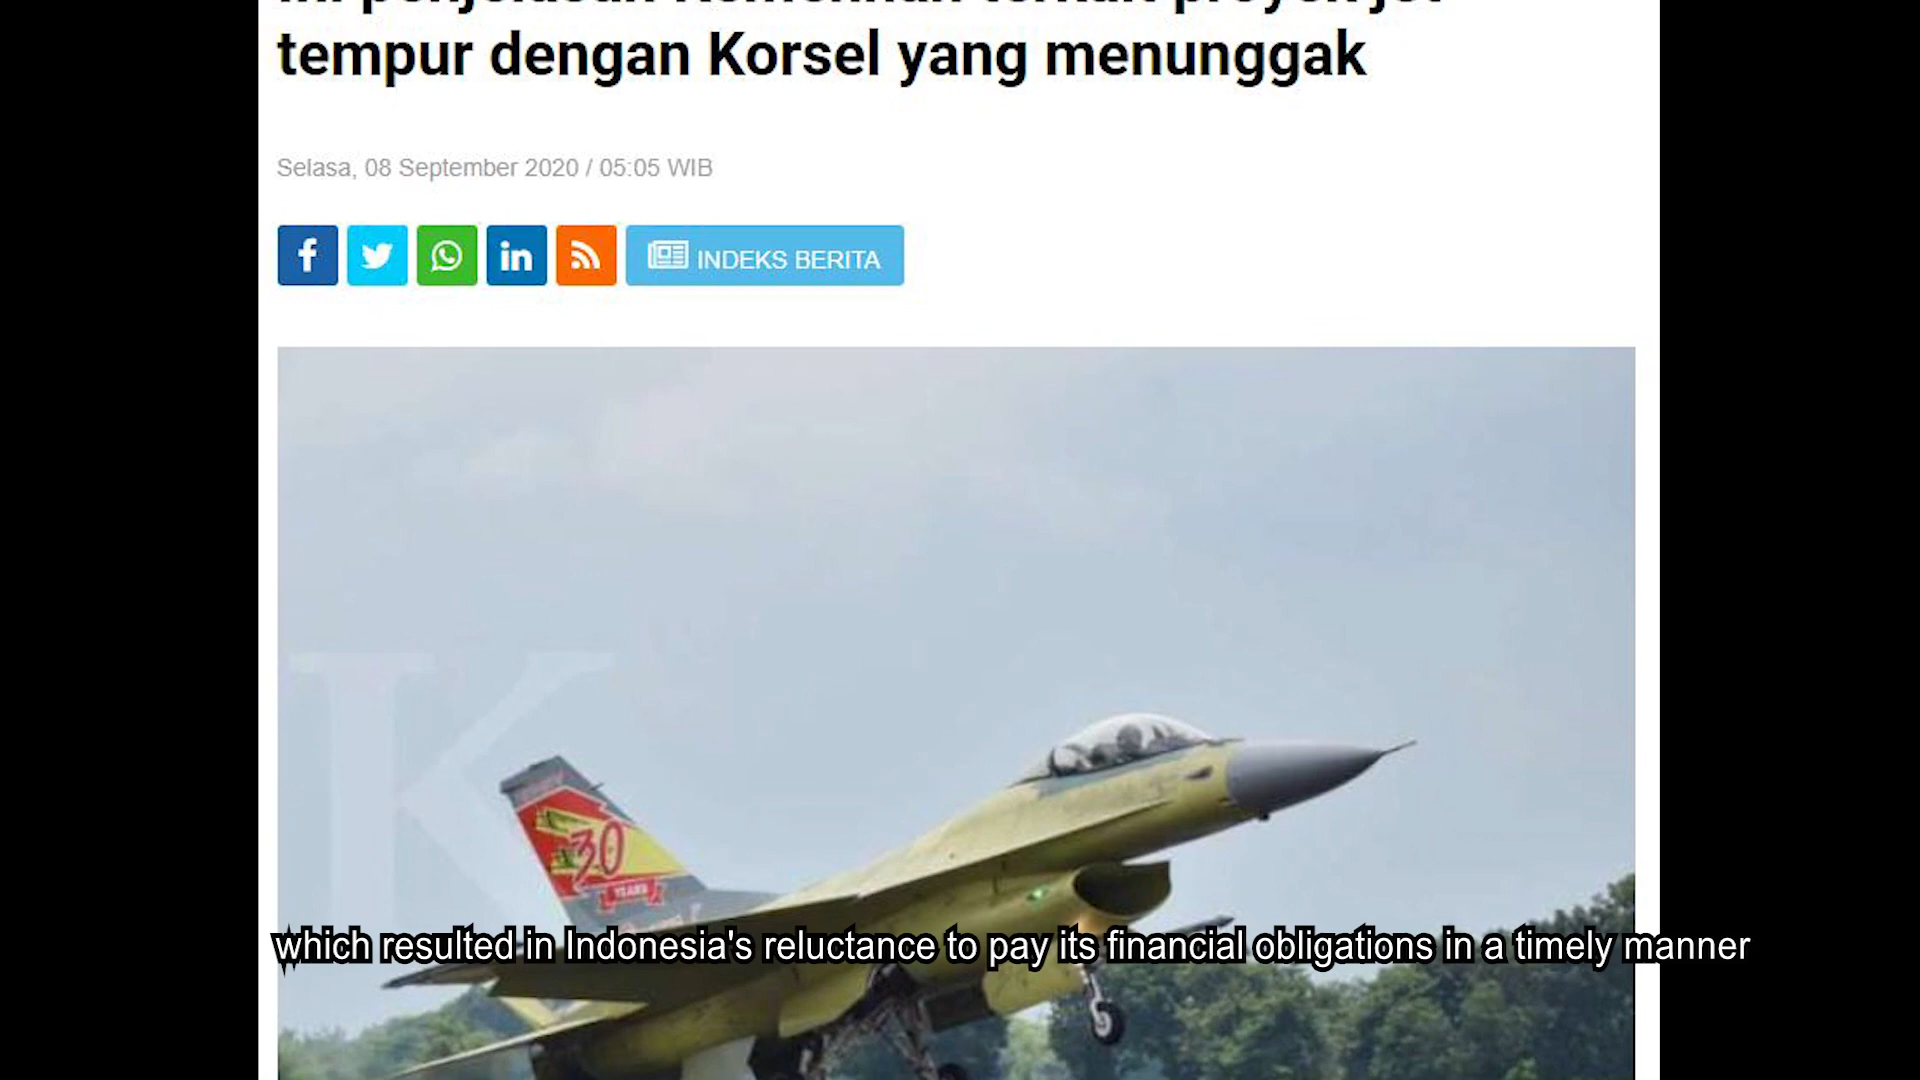 tempur dengan Korsel yang menunggak
Selasa, 08 September 2020 / 05:05 WIB
INDEKS BERITA
K
30
YEARS
which resulted in Indonesia's reluctance to pay its financial obligations in a timely manner